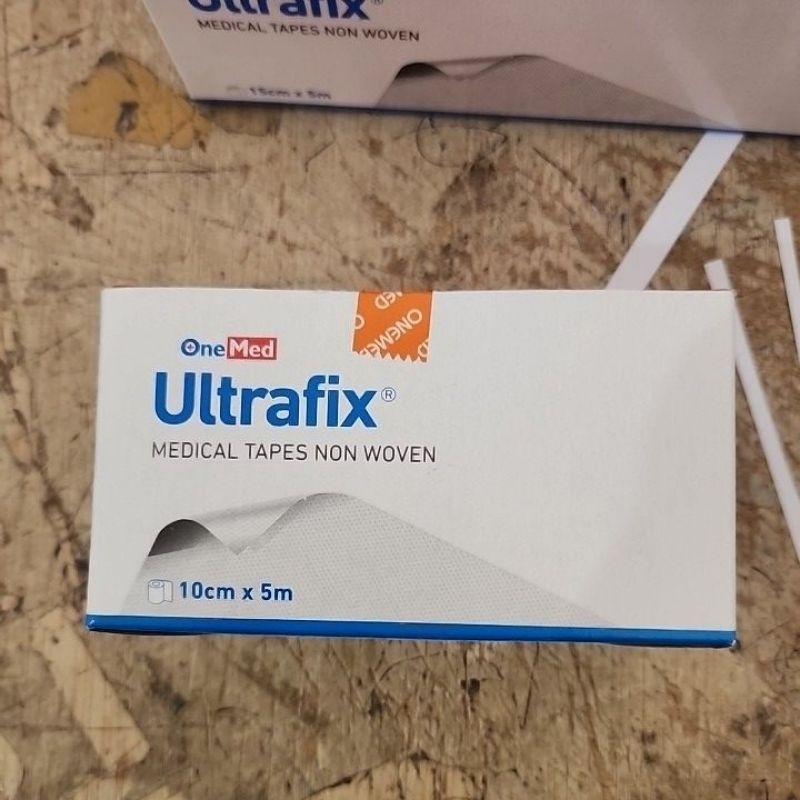 Ultrafix®
MEDICAL TAPES NON WOVEN
15cm x 5m
ONEMED
OneMed
Ultrafix®
MEDICAL TAPES NON WOVEN
10cm x 5m